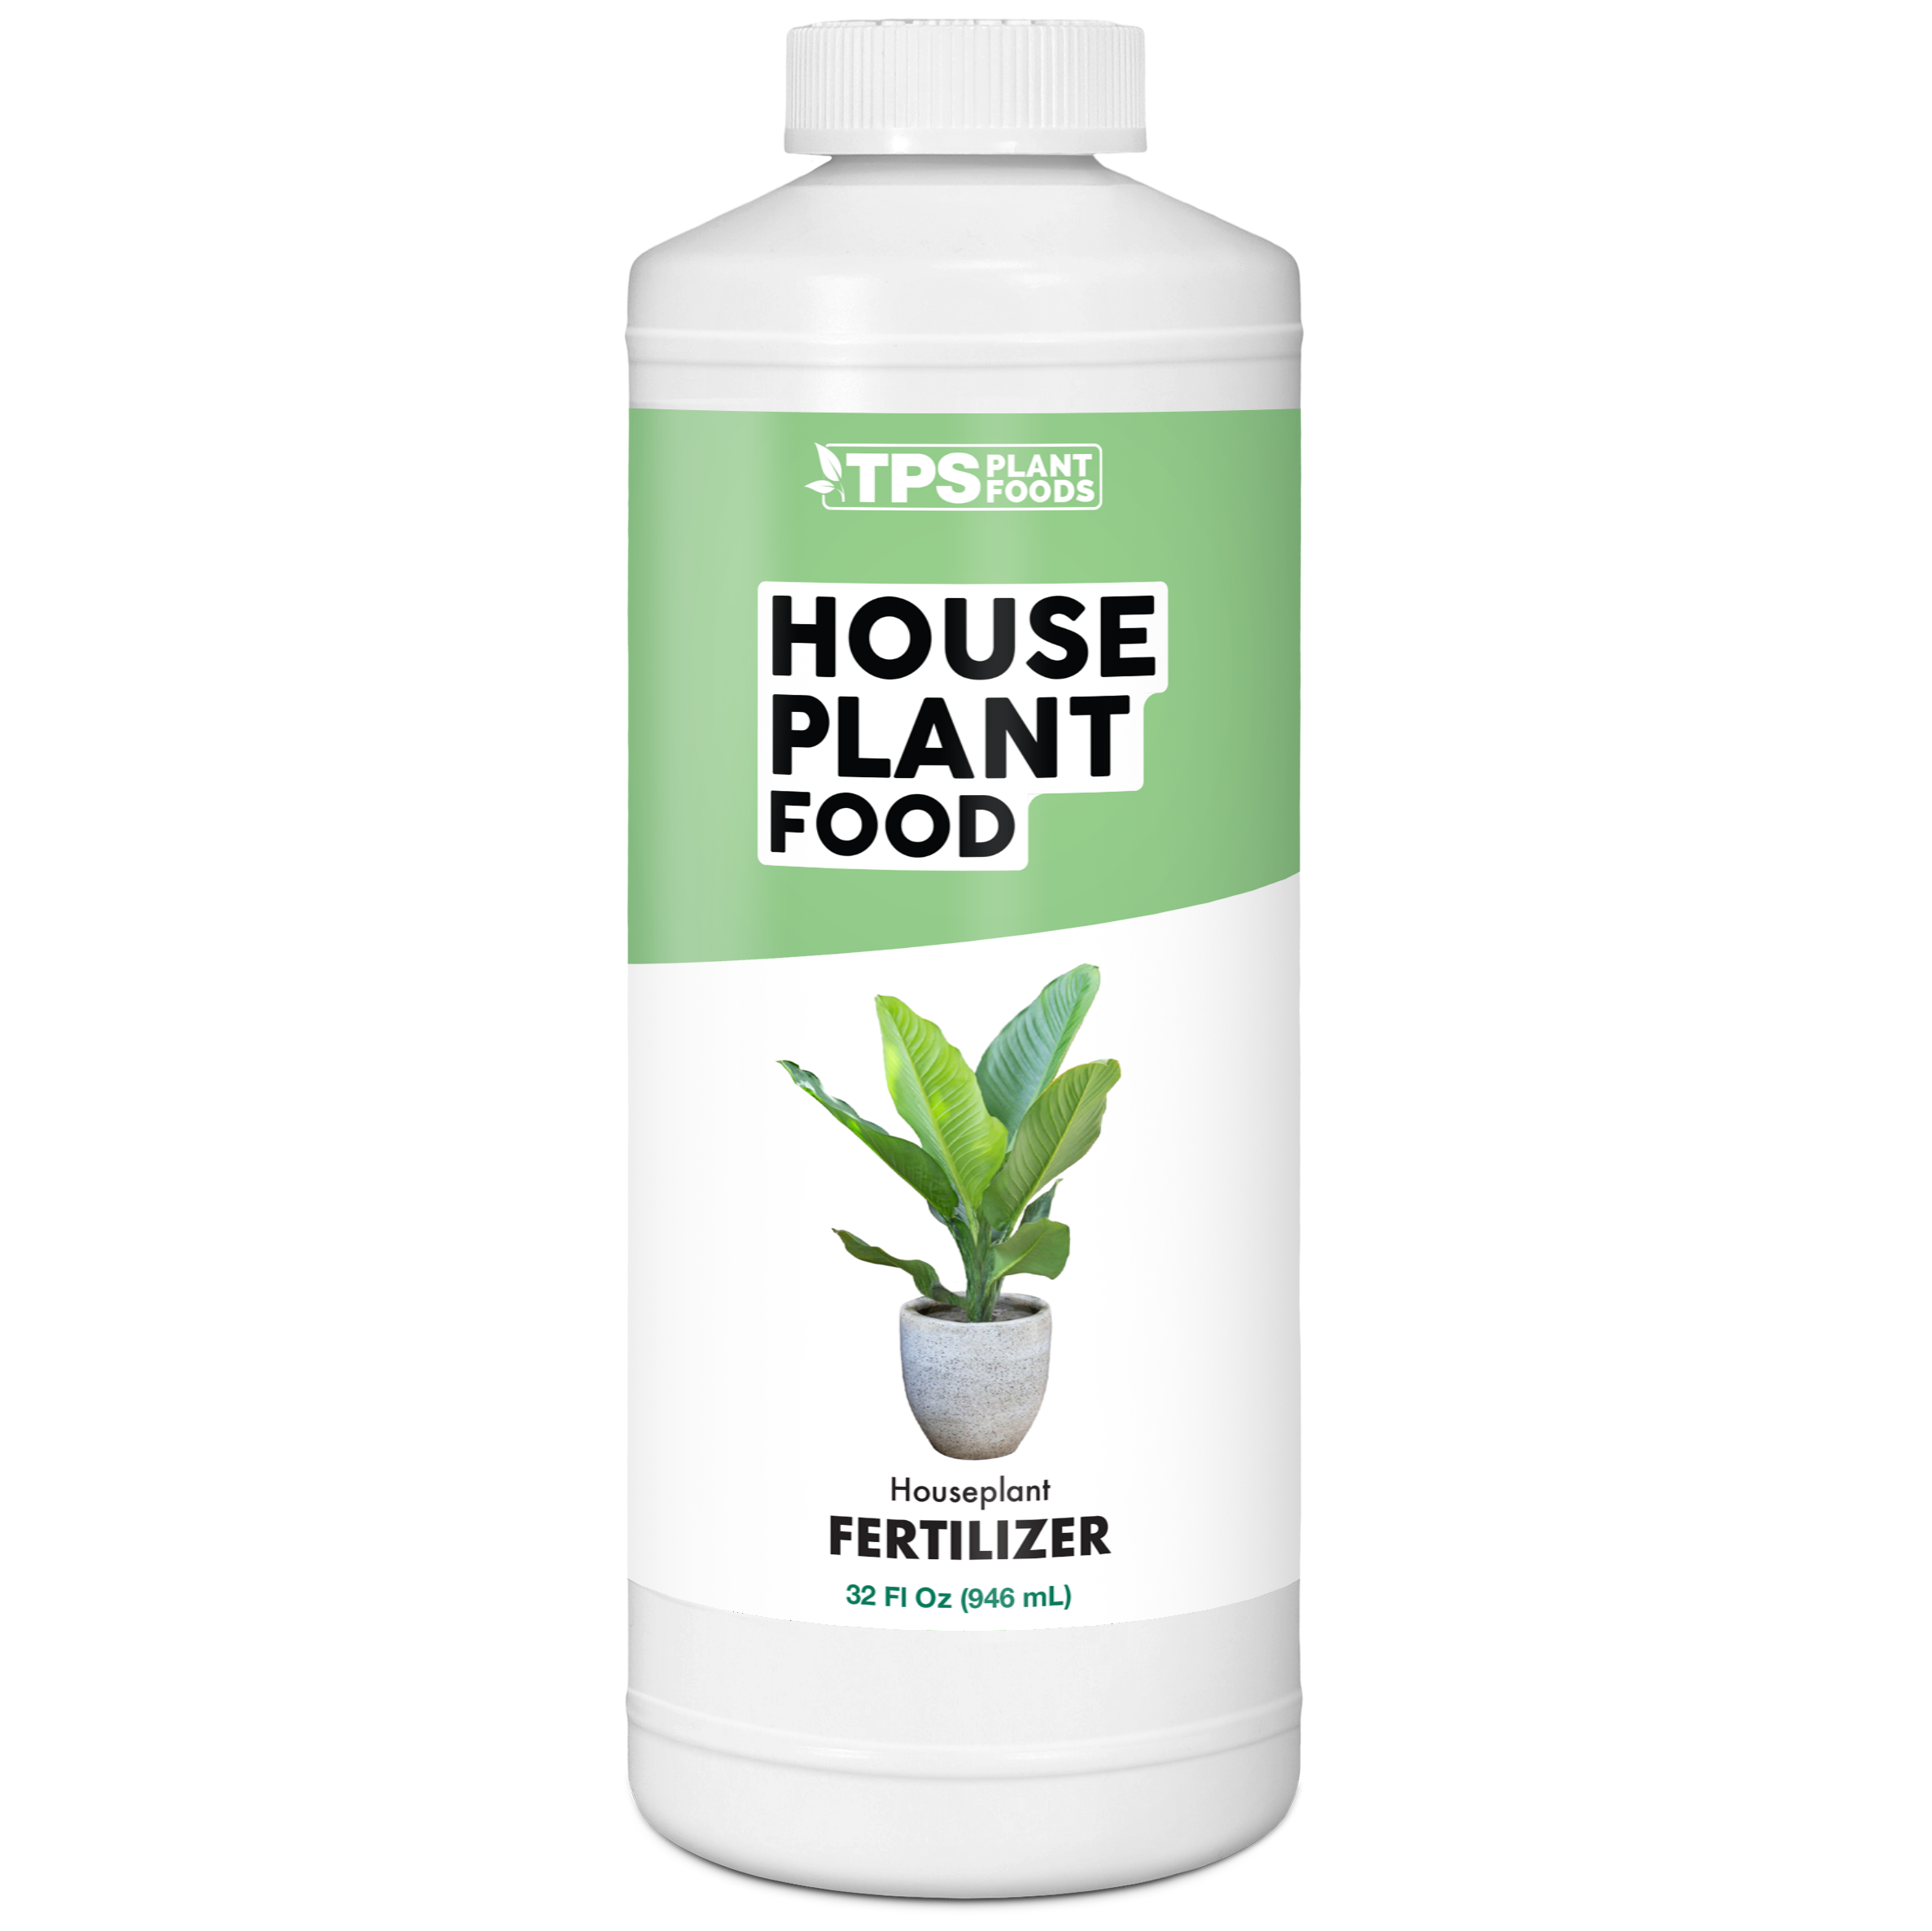 TPS PLANT FOODS
HOUSE
PLANT
FOOD
Houseplant
FERTILIZER
32 Fl Oz (946 mL)